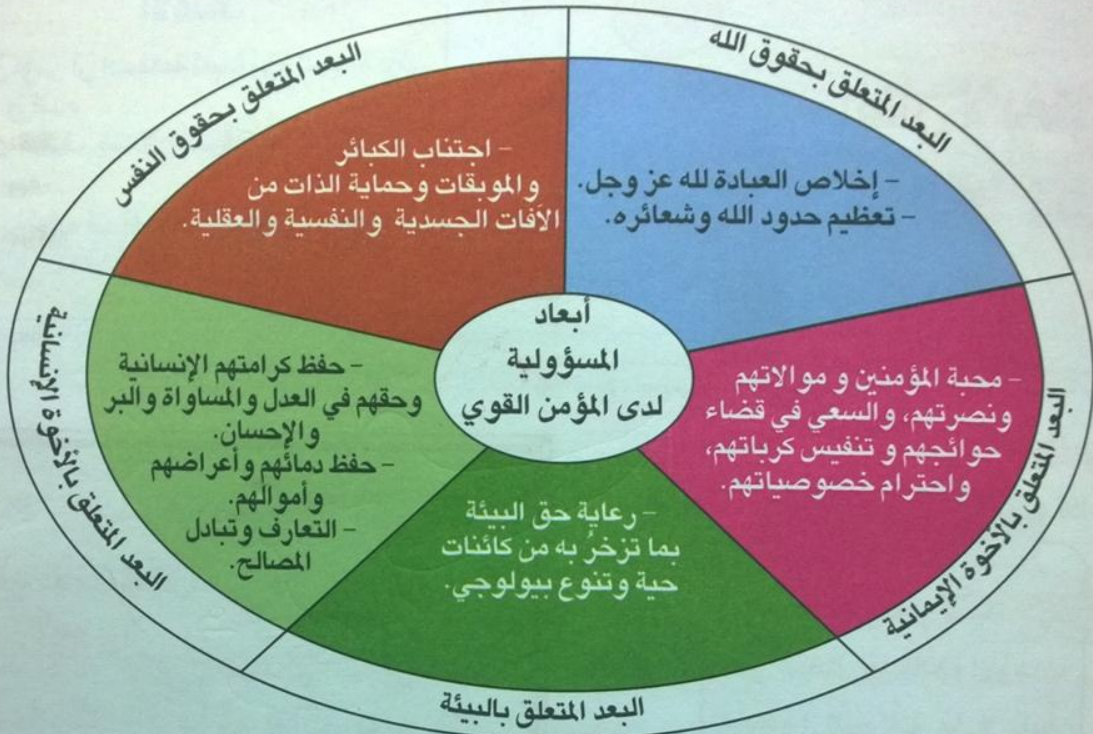 أبعاد
المسؤولية
لدى المؤمن القوي
البعد المتعلق بحقوق الله
– إخلاص العبادة لله عز وجل.
– تعظيم حدود الله وشعائره.
البعد المتعلق بالأخوة الإيمانية
– محبة المؤمنين و موالاتهم
ونصرتهم، والسعي في قضاء
حوائجهم و تنفيس كرباتهم،
واحترام خصوصياتهم.
البعد المتعلق بالبيئة
– رعاية حق البيئة
بما تزخرُ به من كائنات
حية وتنوع بيولوجي.
البعد المتعلق بالأخوة الإنسانية
– حفظ كرامتهم الإنسانية
وحقهم في العدل والمساواة والبر
والإحسان.
– حفظ دمائهم وأعراضهم
وأموالهم.
– التعارف وتبادل
المصالح.
البعد المتعلق بحقوق النفس
– اجتناب الكبائر
والموبقات وحماية الذات من
الآفات الجسدية والنفسية والعقلية.